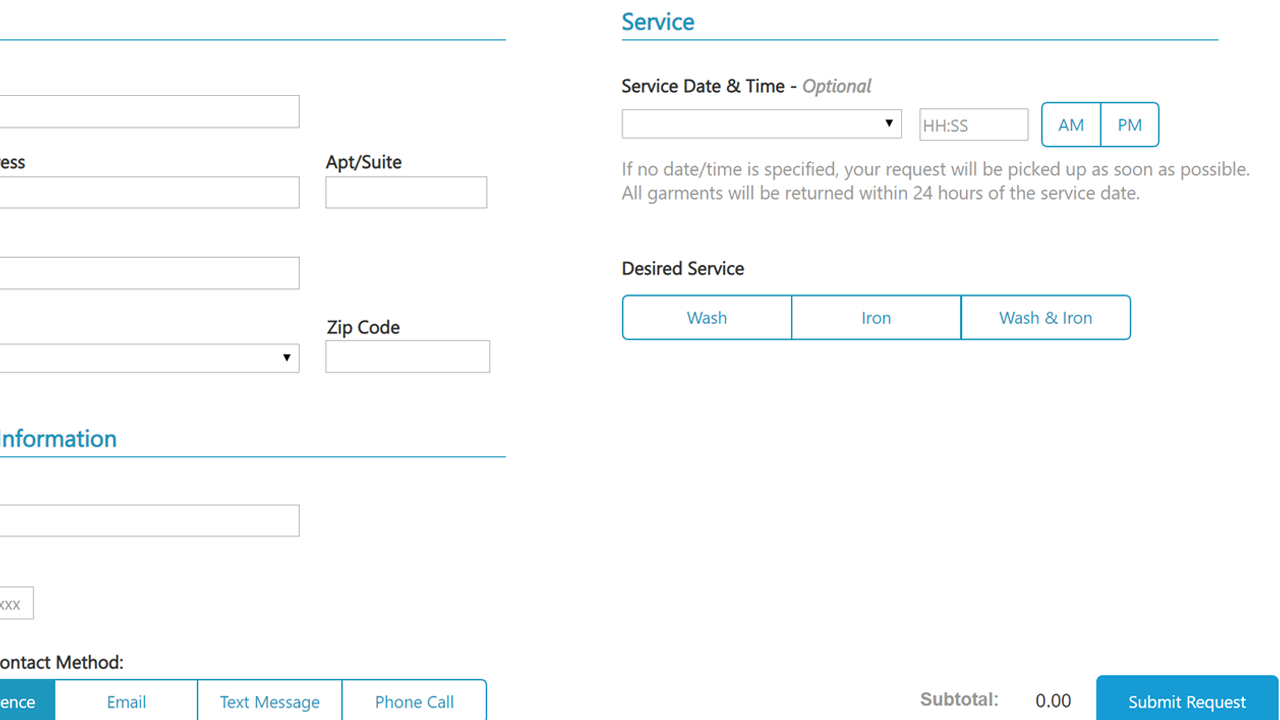 Service
Service Date & Time - Optional
HH:SS
AM
PM
If no date/time is specified, your request will be picked up as soon as possible.
All garments will be returned within 24 hours of the service date.
Desired Service
Wash
Iron
Wash & Iron
ess
Apt/Suite
Zip Code
Information
xxx
ontact Method:
ence
Email
Text Message
Phone Call
Subtotal:
0.00
Submit Request